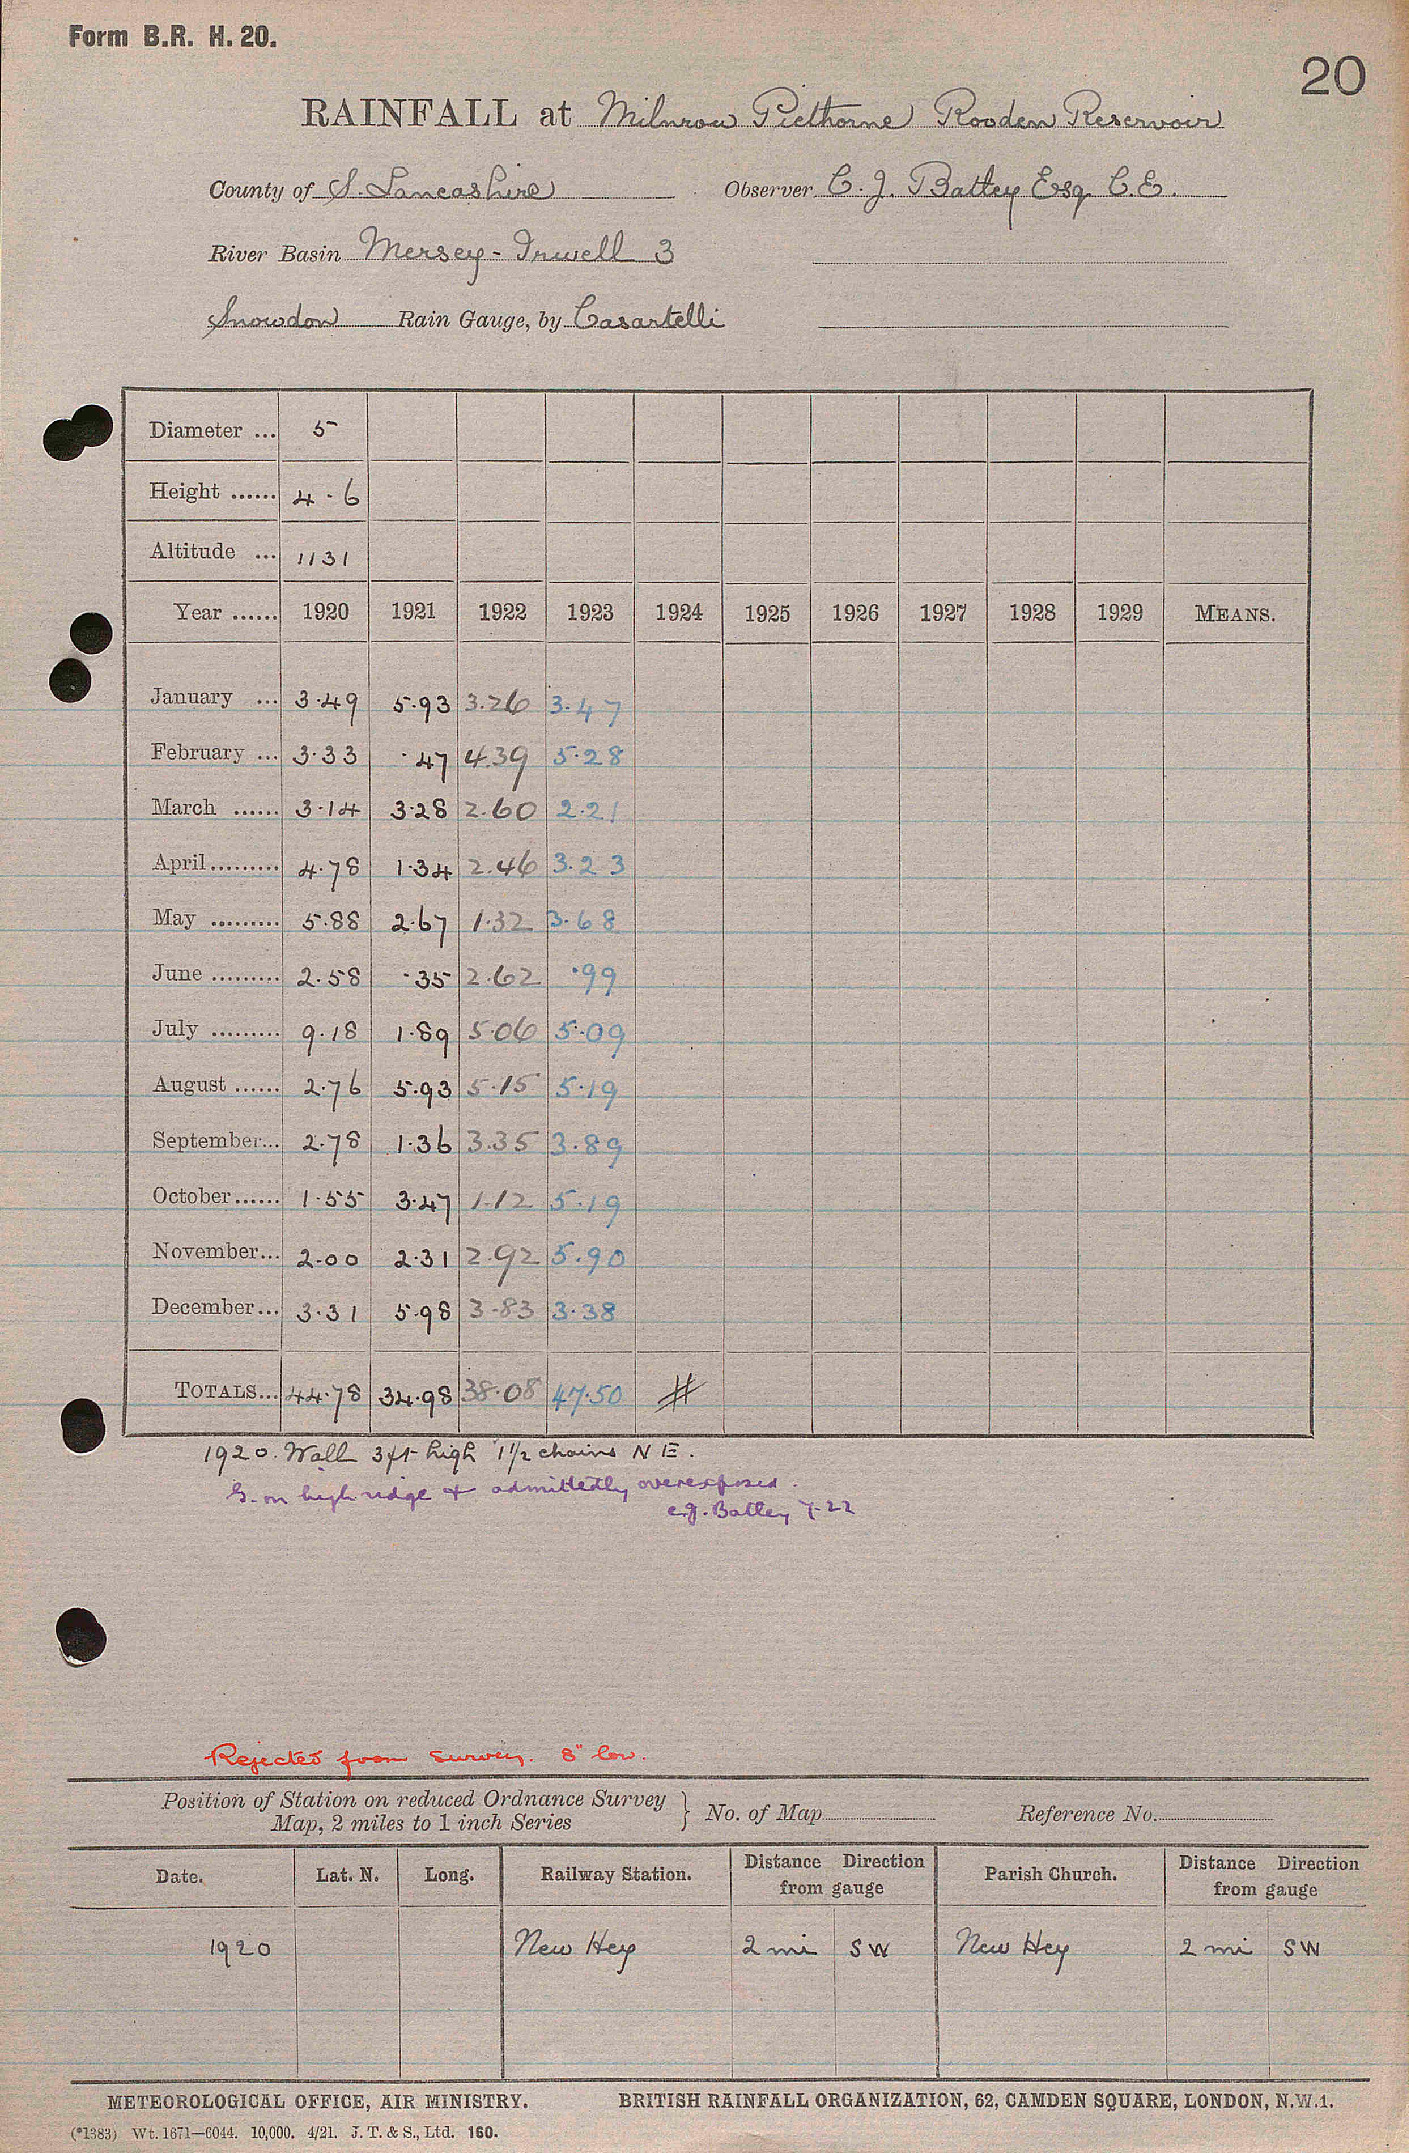 Form B.R. H. 20.
20
RAINFALL at Milnrow Piethorne Rooden Reservoir
County of S. Lancashire Observer C. J. Battey Esq C.E.
River Basin Mersey - Irwell 3
Snowdon Rain Gauge, by Casartelli
Diameter ... 5
Height ...... 4 - 6
Altitude ... 1131
Year ...... 1920 1921 1922 1923 1924 1925 1926 1927 1928 1929 MEANS.
January ... 3.49 5.93 3.26 3.47
February ... 3.33 .47 4.39 5.28
March ...... 3.14 3.28 2.60 2.21
April ......... 4.78 1.34 2.46 3.23
May ......... 5.88 2.67 1.32 3.68
June ......... 2.58 .35 2.62 .99
July ......... 9.18 1.89 5.06 5.09
August ...... 2.76 5.93 5.15 5.19
September... 2.78 1.36 3.35 3.89
October ...... 1.55 3.47 1.12 5.19
November... 2.00 2.31 2.92 5.90
December... 3.31 5.98 3.83 3.38
TOTALS... 44.78 34.98 38.08 47.50 #
1920. Wall 3ft high 1 1/2 chains N E.
G. on high ridge + admittedly overexposed.
C.J. Battey 7-22
Rejected from survey. 8" low.
Position of Station on reduced Ordnance Survey Map, 2 miles to 1 inch Series } No. of Map Reference No.
Date. Lat. N. Long. Railway Station. Distance Direction from gauge Parish Church. Distance Direction from gauge
1920 New Hey 2 mi SW New Hey 2 mi SW
METEOROLOGICAL OFFICE, AIR MINISTRY. BRITISH RAINFALL ORGANIZATION, 62, CAMDEN SQUARE, LONDON, N.W.1.
(*1383) Wt. 1671—6044. 10,000. 4/21. J. T. & S., Ltd. 160.